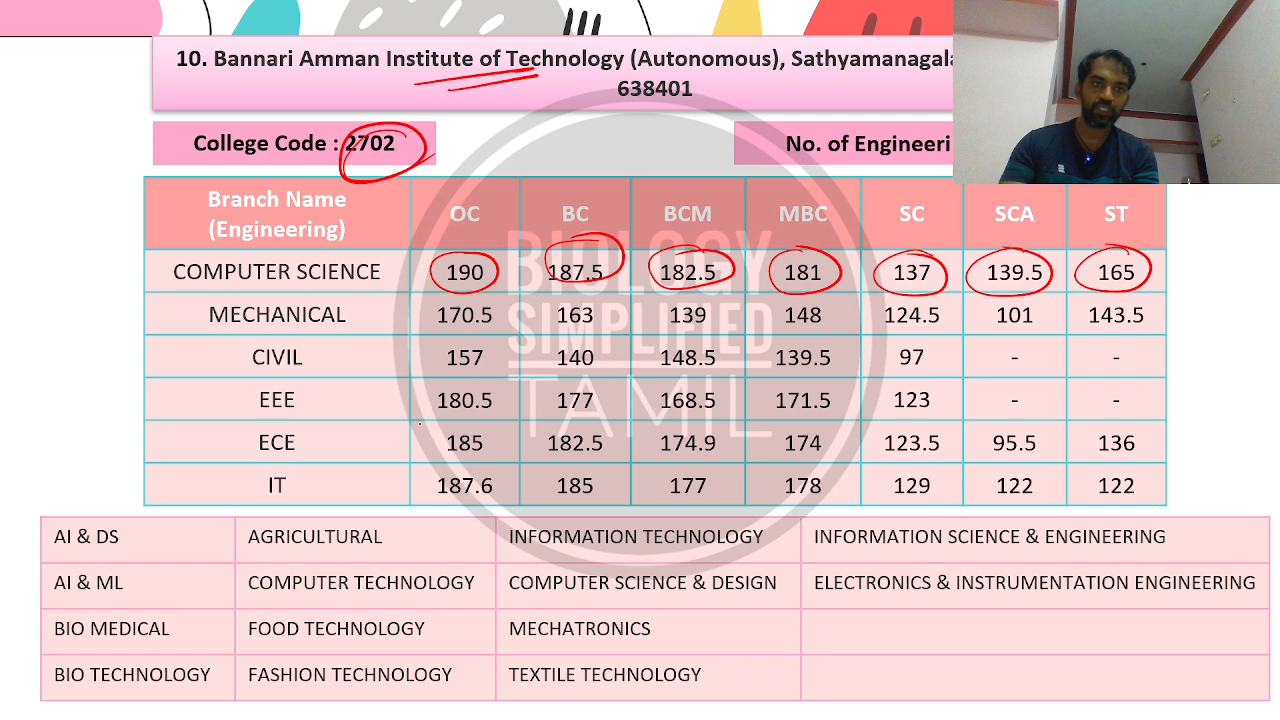 10. Bannari Amman Institute of Technology (Autonomous),
638401
College Code : 2702
No. of
Branch Name (Engineering) OC BC BCM MBC SC SCA ST
COMPUTER SCIENCE 190 187.5 182.5 181 137 139.5 165
MECHANICAL 170.5 163 139 148 124.5 101 143.5
CIVIL 157 140 148.5 139.5 97 - -
EEE 180.5 177 168.5 171.5 123 - -
ECE 185 182.5 174.9 174 123.5 95.5 136
IT 187.6 185 177 178 129 122 122
BIOLOGY
SIMPLIFIED
TAMIL
AI & DS AGRICULTURAL INFORMATION TECHNOLOGY INFORMATION SCIENCE & ENGINEERING
AI & ML COMPUTER TECHNOLOGY COMPUTER SCIENCE & DESIGN ELECTRONICS & INSTRUMENTATION ENGINEERING
BIO MEDICAL FOOD TECHNOLOGY MECHATRONICS
BIO TECHNOLOGY FASHION TECHNOLOGY TEXTILE TECHNOLOGY